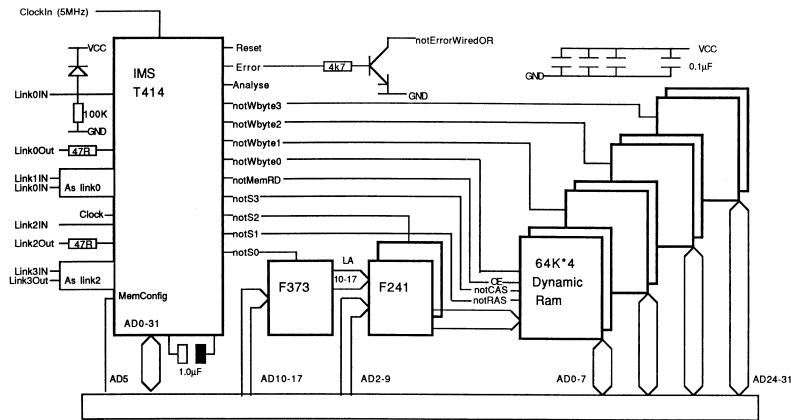 ClockIn (5MHz)
VCC
IMS
T414
Reset
Error
4k7
notErrorWiredOR
GND
Analyse
VCC
0.1µF
GND
Link0IN
100K
GND
notWbyte3
notWbyte2
notWbyte1
notWbyte0
notMemRD
notS3
notS2
notS1
notS0
Link0Out
47R
Link1IN
Link0IN
As link0
Clock
Link2IN
Link2Out
47R
Link3IN
Link3Out
As link2
MemConfig
AD0-31
1.0µF
F373
LA
10-17
F241
OE
notCAS
notRAS
64K*4
Dynamic
Ram
AD5
AD10-17
AD2-9
AD0-7
AD24-31